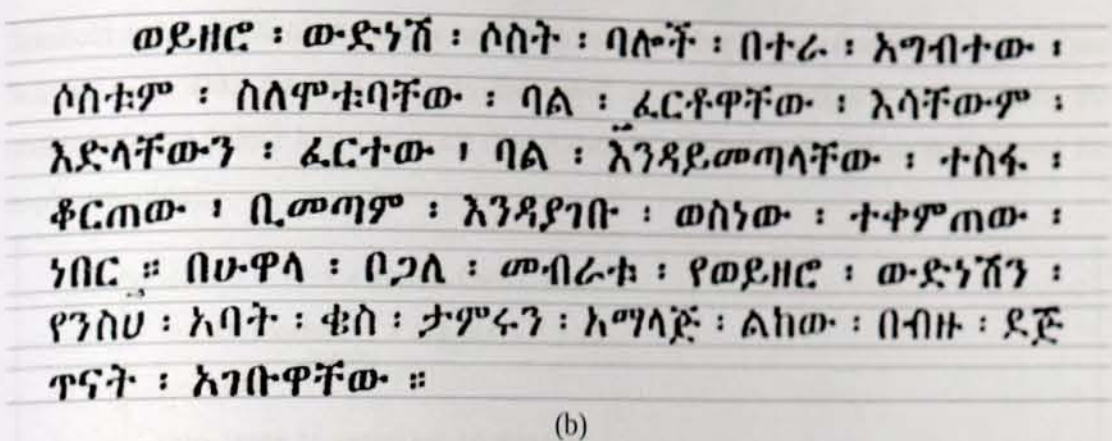 ወይዘሮ ፡ ውድነሽ ፡ ሶስት ፡ ባሎች ፡ በተራ ፡ አግብተው ፡
ሶስቱም ፡ ስለሞቱባቸው ፡ ባል ፡ ፈርቶዋቸው ፡ እሳቸውም ፡
እድላቸውን ፡ ፈርተው ፡ ባል ፡ እንዳይመጣላቸው ፡ ተስፋ ፡
ቆርጠው ፡ ቢመጣም ፡ እንዳያገቡ ፡ ወስነው ፡ ተቀምጠው ፡
ነበር ። በሁዋላ ፡ ቦጋለ ፡ መብራቱ ፡ የወይዘሮ ፡ ውድነሽን ፡
የንስሀ ፡ አባት ፡ ቄስ ፡ ታምሩን ፡ አማላጅ ፡ ልከው ፡ በብዙ ፡ ደጅ
ጥናት ፡ አገቡዋቸው ።
(b)